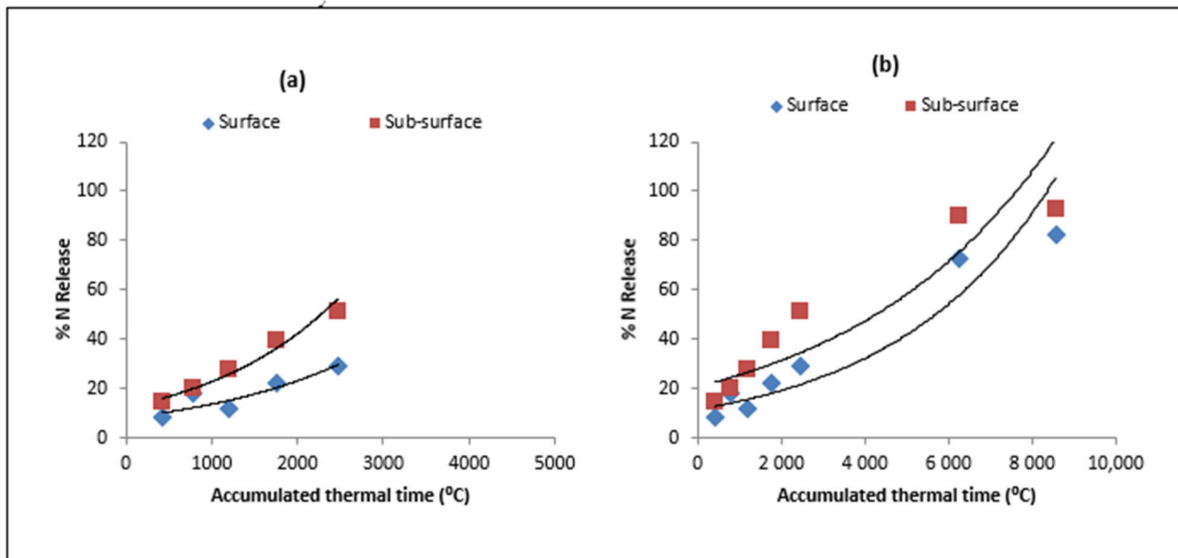 (a)
Surface Sub-surface
120
100
80
60
40
20
0
% N Release
0 1000 2000 3000 4000 5000
Accumulated thermal time (⁰C)
(b)
Surface Sub-surface
120
100
80
60
40
20
0
% N Release
0 2 000 4 000 6 000 8 000 10,000
Accumulated thermal time (⁰C)